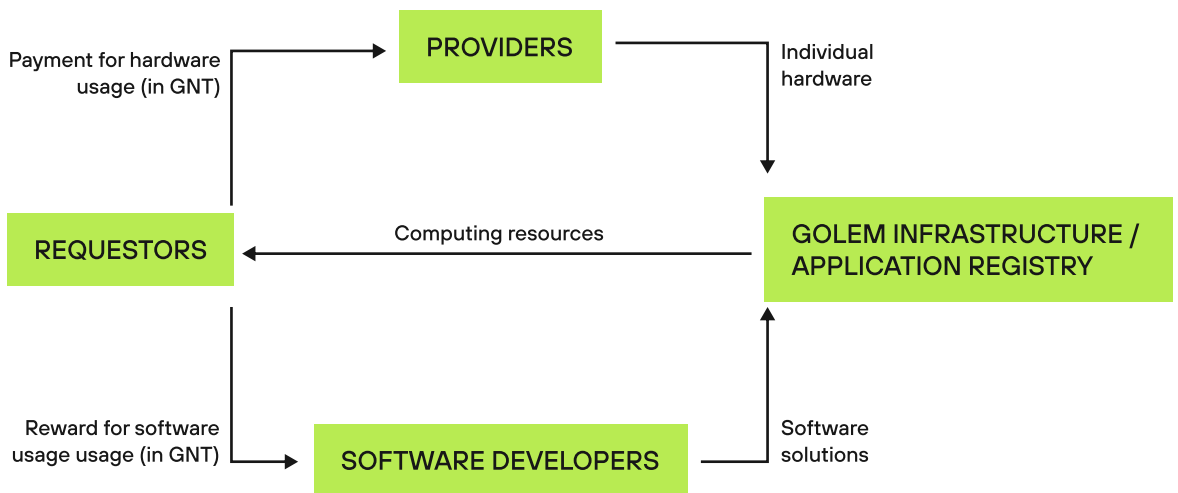 PROVIDERS
Payment for hardware
usage (in GNT)
Individual
hardware
REQUESTORS
Computing resources
GOLEM INFRASTRUCTURE /
APPLICATION REGISTRY
Reward for software
usage usage (in GNT)
SOFTWARE DEVELOPERS
Software
solutions